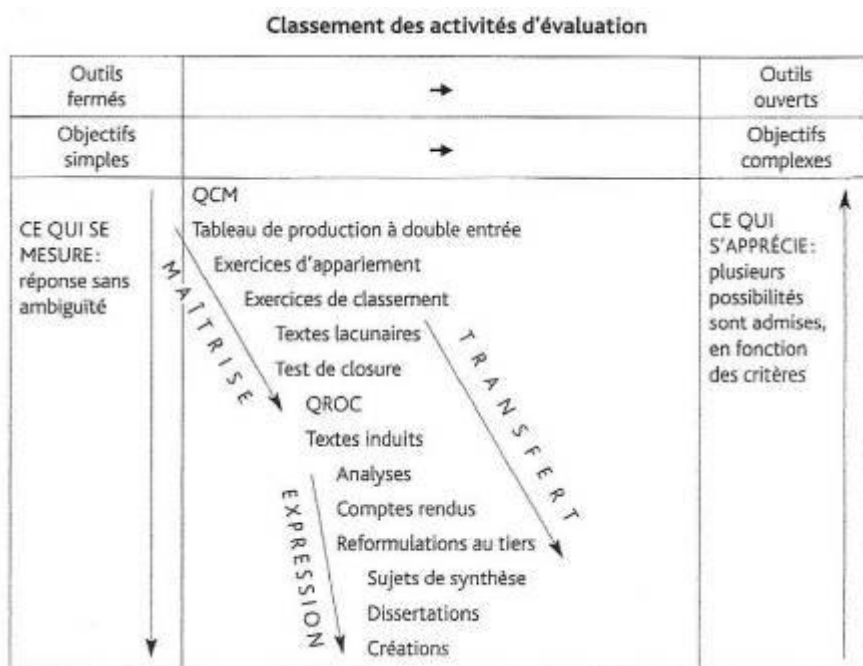 Classement des activités d'évaluation
Outils
fermés
➔
Outils
ouverts
Objectifs
simples
➔
Objectifs
complexes
CE QUI SE
MESURE :
réponse sans
ambiguïté
MAÎTRISE
QCM
Tableau de production à double entrée
Exercices d'appariement
Exercices de classement
Textes lacunaires
Test de closure
QROC
Textes induits
Analyses
Comptes rendus
Reformulations au tiers
Sujets de synthèse
Dissertations
Créations
EXPRESSION
TRANSFERT
CE QUI
S'APPRÉCIE :
plusieurs
possibilités
sont admises,
en fonction
des critères